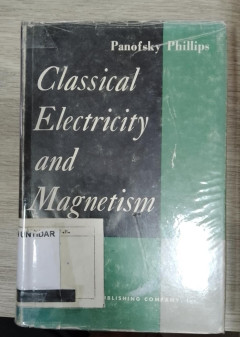 Panofsky Phillips
Classical
Electricity
and
Magnetism
UNTIDAR
PUBLISHING COMPANY